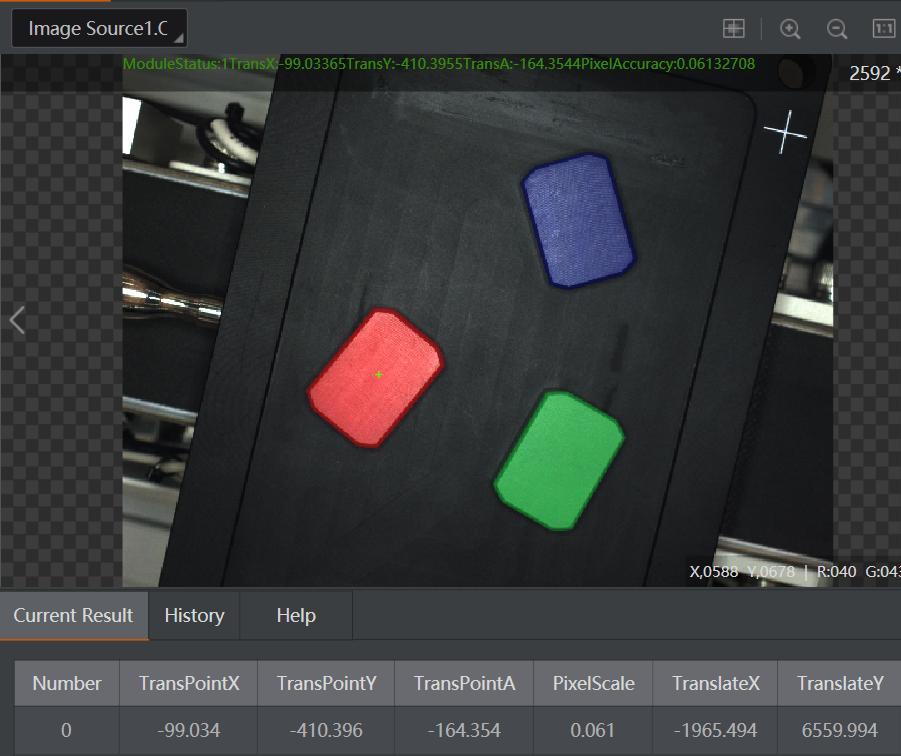 Image Source1.C
1:1
ModuleStatus:1TransX:-99.03365TransY:-410.3955TransA:-164.3544PixelAccuracy:0.06132708
2592 *
X,0588 Y,0678 | R:040 G:043
Current Result History Help
Number TransPointX TransPointY TransPointA PixelScale TranslateX TranslateY
0 -99.034 -410.396 -164.354 0.061 -1965.494 6559.994